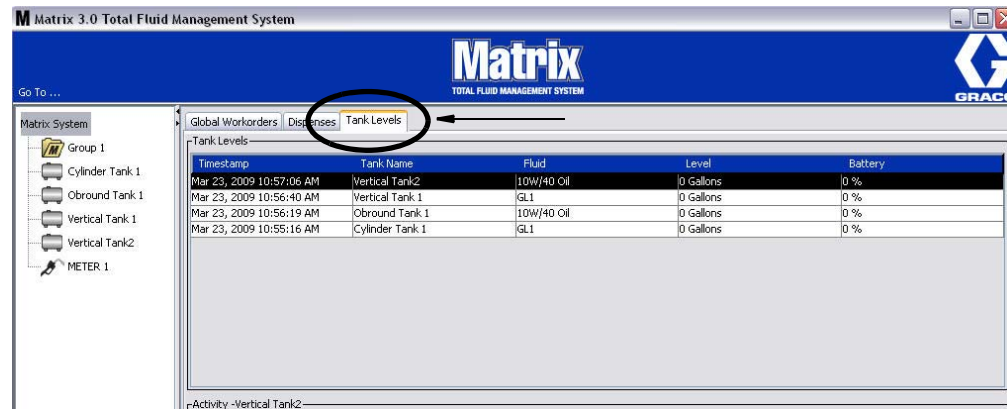 M Matrix 3.0 Total Fluid Management System
Matrix
TOTAL FLUID MANAGEMENT SYSTEM
Go To ...
GRACO
Matrix System
Group 1
Cylinder Tank 1
Obround Tank 1
Vertical Tank 1
Vertical Tank2
METER 1
Global Workorders Dispenses Tank Levels
Tank Levels
Timestamp Tank Name Fluid Level Battery
Mar 23, 2009 10:57:06 AM Vertical Tank2 10W/40 Oil 0 Gallons 0 %
Mar 23, 2009 10:56:40 AM Vertical Tank 1 GL1 0 Gallons 0 %
Mar 23, 2009 10:56:19 AM Obround Tank 1 10W/40 Oil 0 Gallons 0 %
Mar 23, 2009 10:55:16 AM Cylinder Tank 1 GL1 0 Gallons 0 %
Activity -Vertical Tank2